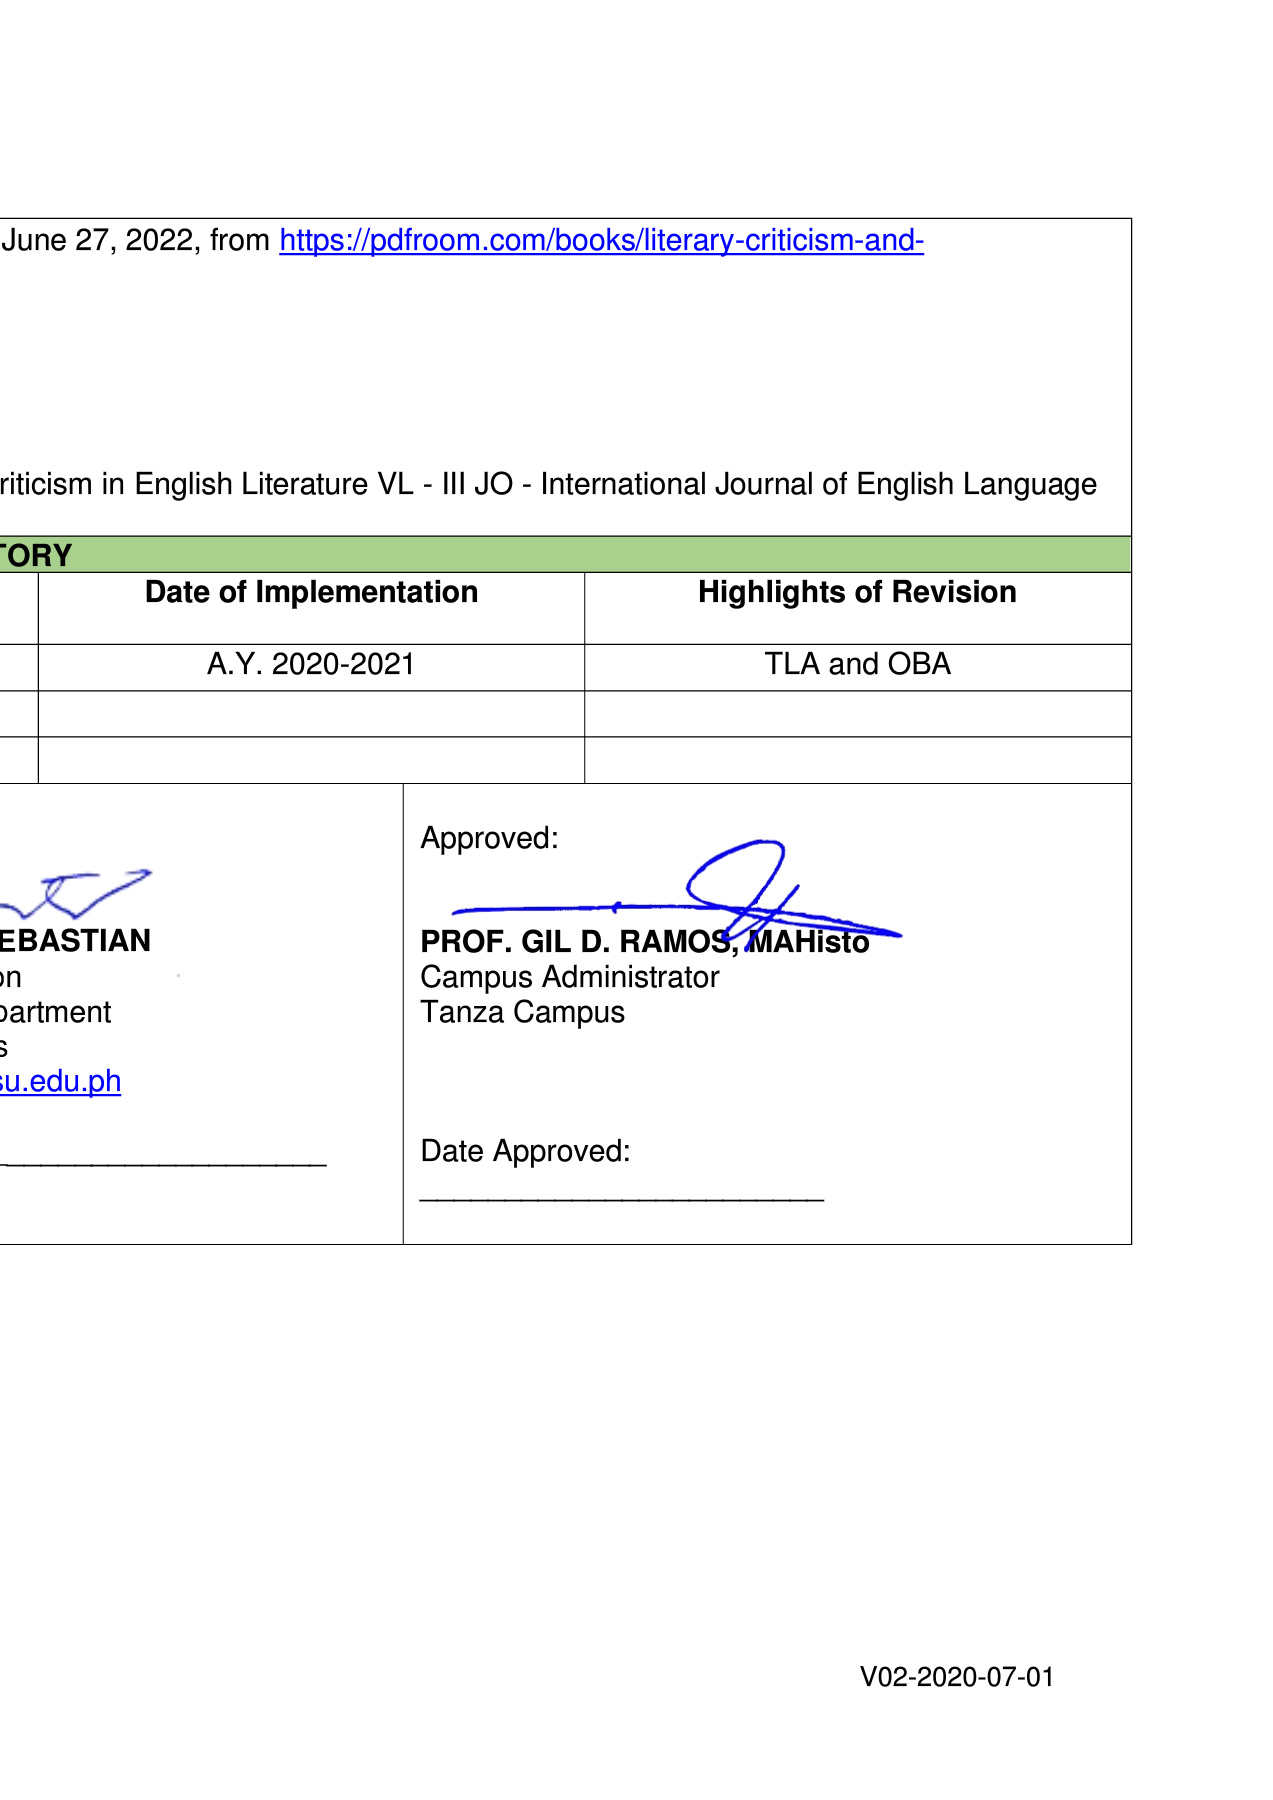 June 27, 2022, from https://pdfroom.com/books/literary-criticism-and-
riticism in English Literature VL - III JO - International Journal of English Language
TORY
Date of Implementation
Highlights of Revision
A.Y. 2020-2021
TLA and OBA
EBASTIAN
on
partment
s
su.edu.ph
Approved:
PROF. GIL D. RAMOS, MAHisto
Campus Administrator
Tanza Campus
Date Approved:
V02-2020-07-01